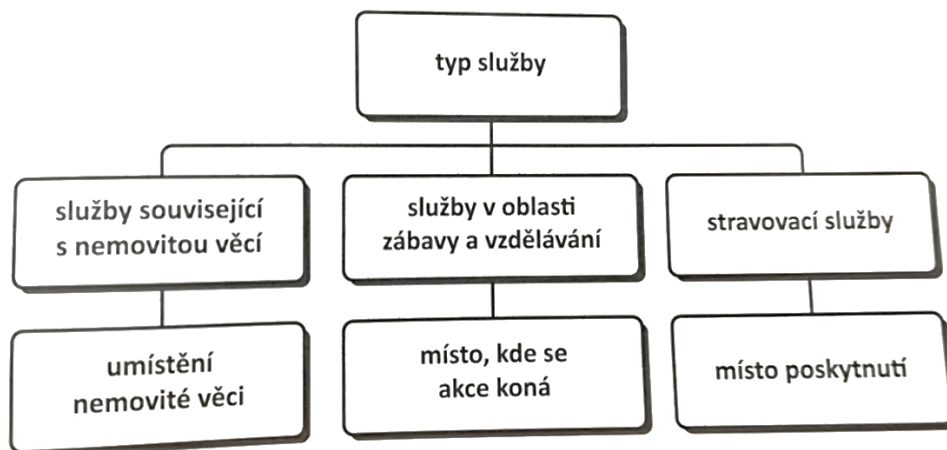 typ služby
služby související
s nemovitou věcí
služby v oblasti
zábavy a vzdělávání
stravovací služby
umístění
nemovité věci
místo, kde se
akce koná
místo poskytnutí